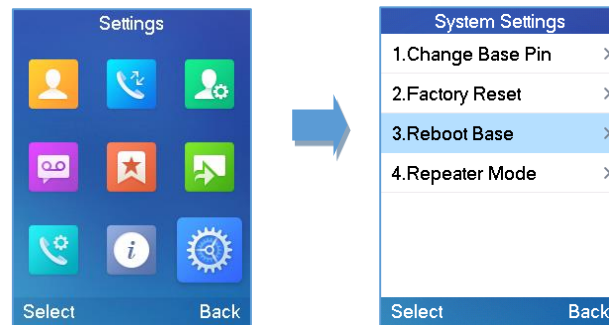 Settings
Select Back
System Settings
1.Change Base Pin
2.Factory Reset
3.Reboot Base
4.Repeater Mode
Select Back